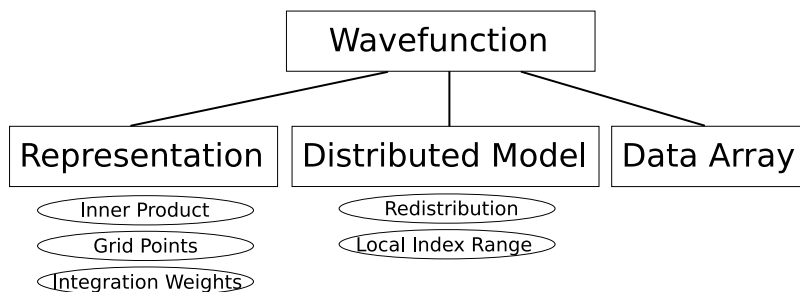 Wavefunction
Representation
Distributed Model
Data Array
Inner Product
Grid Points
Integration Weights
Redistribution
Local Index Range